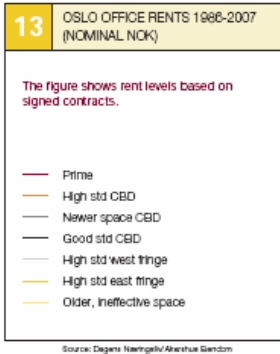 13
OSLO OFFICE RENTS 1986-2007
(NOMINAL NOK)
The figure shows rent levels based on
signed contracts.
Prime
High std CBD
Newer space CBD
Good std CBD
High std west fringe
High std east fringe
Older, ineffective space
Source: Dagens Næringsliv/Akershus Eiendom